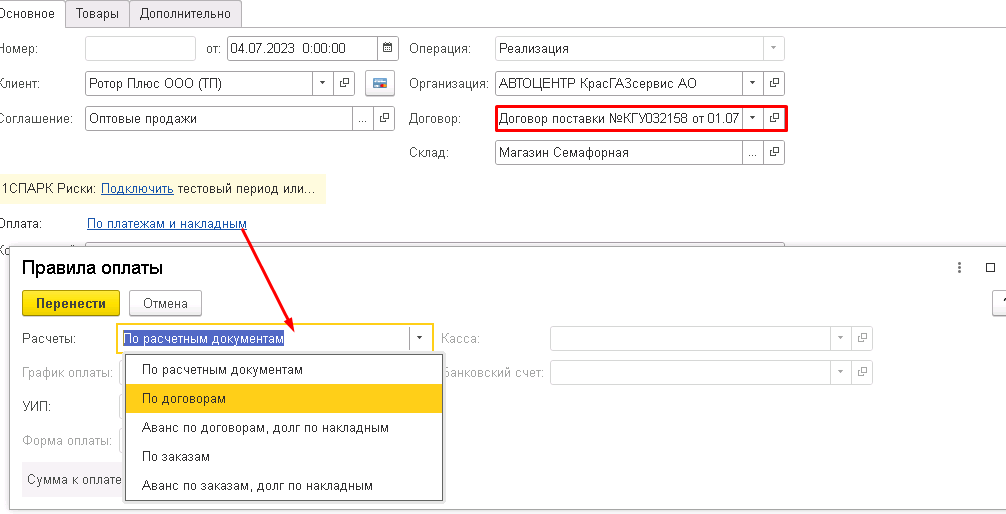 Основное Товары Дополнительно
Номер: от: 04.07.2023 0:00:00 Операция: Реализация
Клиент: Ротор Плюс ООО (ТП) Организация: АВТОЦЕНТР КрасГАЗсервис АО
Соглашение: Оптовые продажи ... Договор: Договор поставки №КГУ032158 от 01.07
Склад: Магазин Семафорная ...
1СПАРК Риски: Подключить тестовый период или...
Оплата: По платежам и накладным
Правила оплаты
Перенести Отмена ?
Расчеты: По расчетным документам Касса:
График оплаты: Банковский счет:
По расчетным документам
УИП: По договорам
Аванс по договорам, долг по накладным
Форма оплаты:
По заказам
Сумма к оплате
Аванс по заказам, долг по накладным